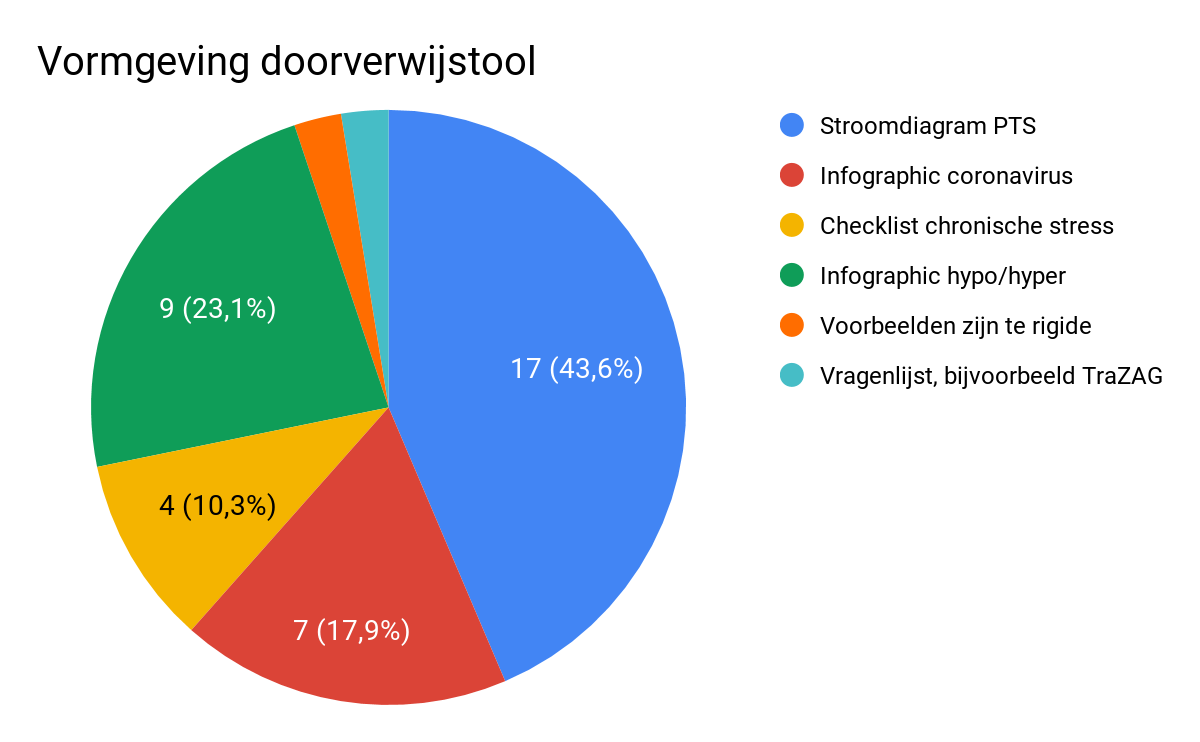 Vormgeving doorverwijstool
Stroomdiagram PTS
Infographic coronavirus
Checklist chronische stress
Infographic hypo/hyper
Voorbeelden zijn te rigide
Vragenlijst, bijvoorbeeld TraZAG
9 (23,1%)
17 (43,6%)
4 (10,3%)
7 (17,9%)